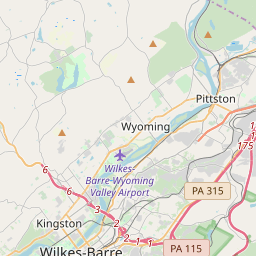 Pittston
Wyoming
Wilkes-
Barre-Wyoming
Valley Airport
175
PA 315
6
6
3
Kingston
2
2
1
1
PA 115
Wilkes-Barre